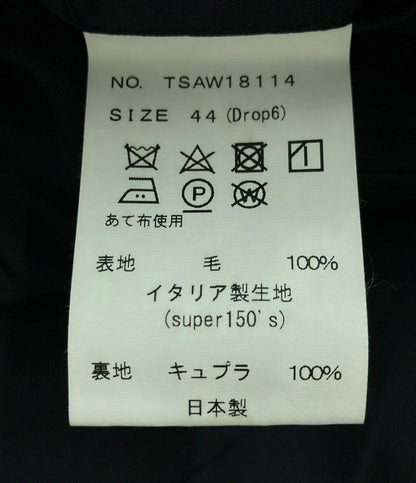 NO. TSAW18114
SIZE 44(Drop6)
P W
あて布使用
表地 毛 100%
イタリア製生地
(super150's)
裏地 キュプラ 100%
日本製